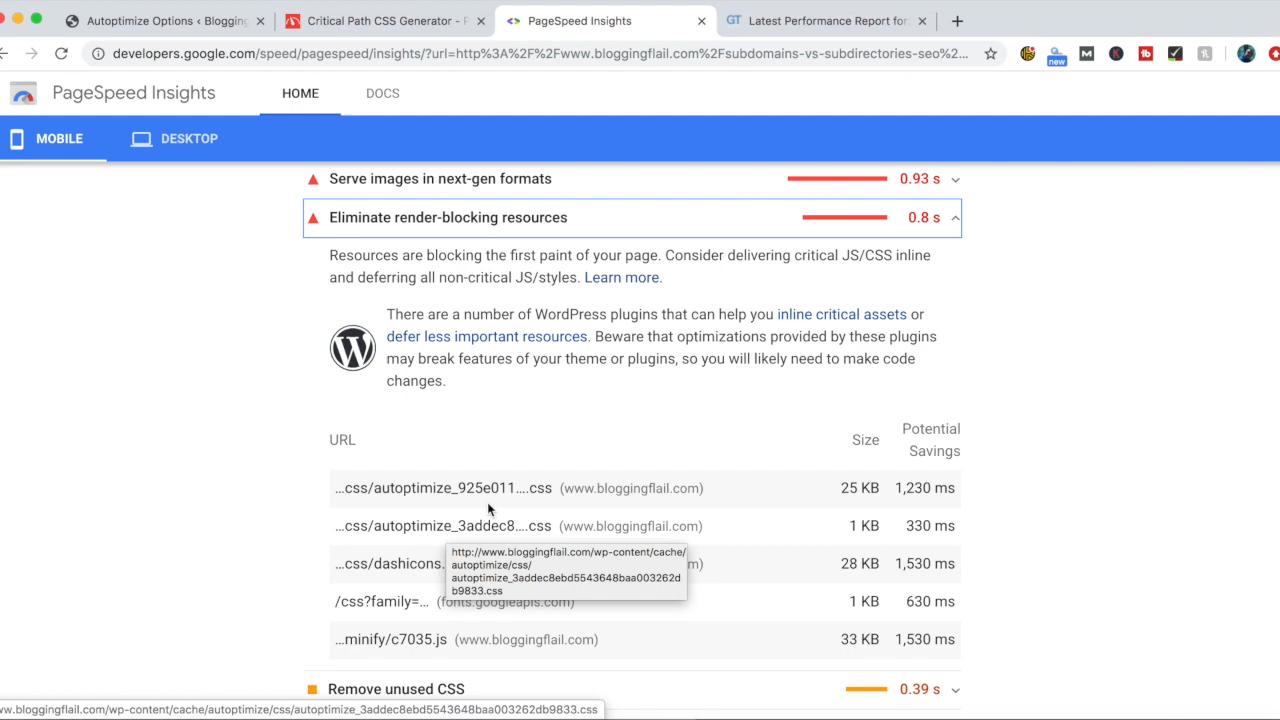 Autoptimize Options ‹ Blogging
Critical Path CSS Generator - P
PageSpeed Insights
GT Latest Performance Report for:
developers.google.com/speed/pagespeed/insights/?url=http%3A%2F%2Fwww.bloggingflail.com%2Fsubdomains-vs-subdirectories-seo%2...
new
PageSpeed Insights
HOME
DOCS
MOBILE
DESKTOP
Serve images in next-gen formats
0.93 s
Eliminate render-blocking resources
0.8 s
Resources are blocking the first paint of your page. Consider delivering critical JS/CSS inline
and deferring all non-critical JS/styles. Learn more.
There are a number of WordPress plugins that can help you inline critical assets or
defer less important resources. Beware that optimizations provided by these plugins
may break features of your theme or plugins, so you will likely need to make code
changes.
URL
Size
Potential
Savings
...css/autoptimize_925e011....css (www.bloggingflail.com)
25 KB
1,230 ms
...css/autoptimize_3addec8....css (www.bloggingflail.com)
1 KB
330 ms
http://www.bloggingflail.com/wp-content/cache/
autoptimize/css/
autoptimize_3addec8ebd5543648baa003262d
b9833.css
...css/dashicons. m)
28 KB
1,530 ms
/css?family=... (fonts.googleapis.com)
1 KB
630 ms
...minify/c7035.js (www.bloggingflail.com)
33 KB
1,530 ms
Remove unused CSS
0.39 s
ww.bloggingflail.com/wp-content/cache/autoptimize/css/autoptimize_3addec8ebd5543648baa003262db9833.css